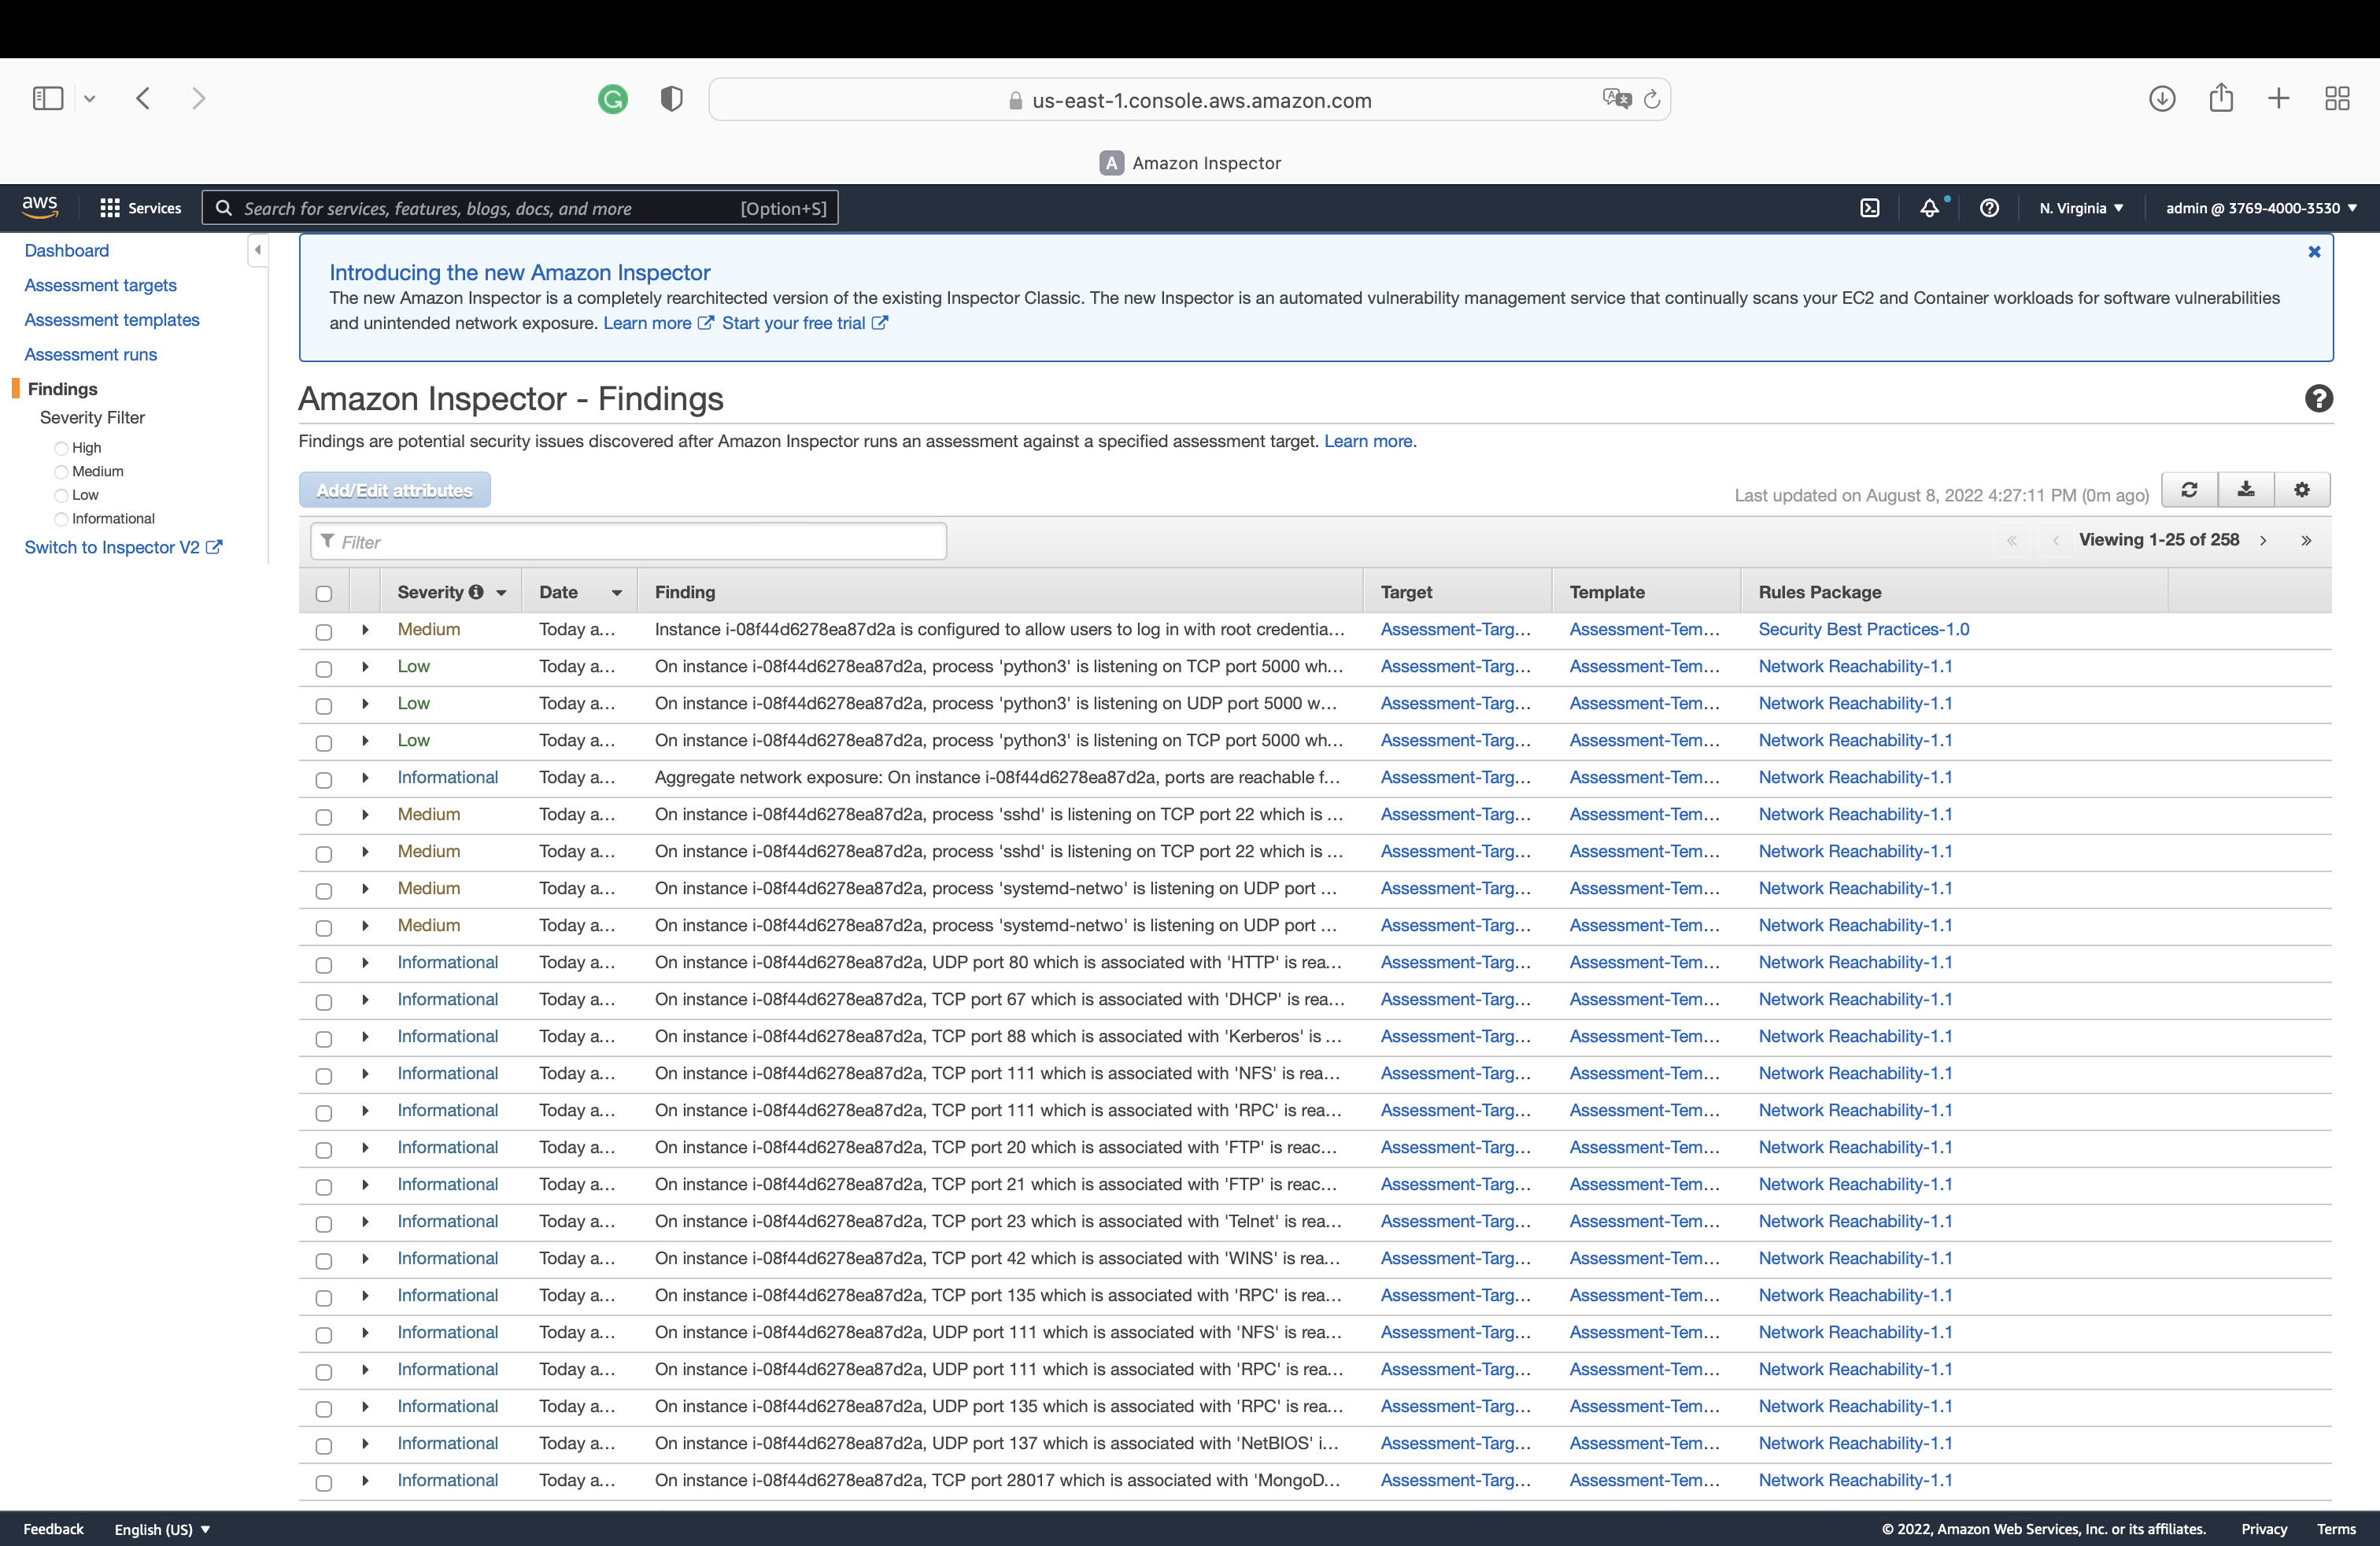 us-east-1.console.aws.amazon.com
A Amazon Inspector
aws Services Search for services, features, blogs, docs, and more [Option+S] N. Virginia admin @ 3769-4000-3530
Dashboard
Assessment targets
Assessment templates
Assessment runs
Findings
Severity Filter
High
Medium
Low
Informational
Switch to Inspector V2
Introducing the new Amazon Inspector
The new Amazon Inspector is a completely rearchitected version of the existing Inspector Classic. The new Inspector is an automated vulnerability management service that continually scans your EC2 and Container workloads for software vulnerabilities
and unintended network exposure. Learn more Start your free trial
Amazon Inspector - Findings
Findings are potential security issues discovered after Amazon Inspector runs an assessment against a specified assessment target. Learn more.
Add/Edit attributes Last updated on August 8, 2022 4:27:11 PM (0m ago)
Filter Viewing 1-25 of 258
Severity Date Finding Target Template Rules Package
Medium Today a... Instance i-08f44d6278ea87d2a is configured to allow users to log in with root credentia... Assessment-Targ... Assessment-Tem... Security Best Practices-1.0
Low Today a... On instance i-08f44d6278ea87d2a, process 'python3' is listening on TCP port 5000 wh... Assessment-Targ... Assessment-Tem... Network Reachability-1.1
Low Today a... On instance i-08f44d6278ea87d2a, process 'python3' is listening on UDP port 5000 w... Assessment-Targ... Assessment-Tem... Network Reachability-1.1
Low Today a... On instance i-08f44d6278ea87d2a, process 'python3' is listening on TCP port 5000 wh... Assessment-Targ... Assessment-Tem... Network Reachability-1.1
Informational Today a... Aggregate network exposure: On instance i-08f44d6278ea87d2a, ports are reachable f... Assessment-Targ... Assessment-Tem... Network Reachability-1.1
Medium Today a... On instance i-08f44d6278ea87d2a, process 'sshd' is listening on TCP port 22 which is ... Assessment-Targ... Assessment-Tem... Network Reachability-1.1
Medium Today a... On instance i-08f44d6278ea87d2a, process 'sshd' is listening on TCP port 22 which is ... Assessment-Targ... Assessment-Tem... Network Reachability-1.1
Medium Today a... On instance i-08f44d6278ea87d2a, process 'systemd-netwo' is listening on UDP port ... Assessment-Targ... Assessment-Tem... Network Reachability-1.1
Medium Today a... On instance i-08f44d6278ea87d2a, process 'systemd-netwo' is listening on UDP port ... Assessment-Targ... Assessment-Tem... Network Reachability-1.1
Informational Today a... On instance i-08f44d6278ea87d2a, UDP port 80 which is associated with 'HTTP' is rea... Assessment-Targ... Assessment-Tem... Network Reachability-1.1
Informational Today a... On instance i-08f44d6278ea87d2a, TCP port 67 which is associated with 'DHCP' is rea... Assessment-Targ... Assessment-Tem... Network Reachability-1.1
Informational Today a... On instance i-08f44d6278ea87d2a, TCP port 88 which is associated with 'Kerberos' is ... Assessment-Targ... Assessment-Tem... Network Reachability-1.1
Informational Today a... On instance i-08f44d6278ea87d2a, TCP port 111 which is associated with 'NFS' is rea... Assessment-Targ... Assessment-Tem... Network Reachability-1.1
Informational Today a... On instance i-08f44d6278ea87d2a, TCP port 111 which is associated with 'RPC' is rea... Assessment-Targ... Assessment-Tem... Network Reachability-1.1
Informational Today a... On instance i-08f44d6278ea87d2a, TCP port 20 which is associated with 'FTP' is reac... Assessment-Targ... Assessment-Tem... Network Reachability-1.1
Informational Today a... On instance i-08f44d6278ea87d2a, TCP port 21 which is associated with 'FTP' is reac... Assessment-Targ... Assessment-Tem... Network Reachability-1.1
Informational Today a... On instance i-08f44d6278ea87d2a, TCP port 23 which is associated with 'Telnet' is rea... Assessment-Targ... Assessment-Tem... Network Reachability-1.1
Informational Today a... On instance i-08f44d6278ea87d2a, TCP port 42 which is associated with 'WINS' is rea... Assessment-Targ... Assessment-Tem... Network Reachability-1.1
Informational Today a... On instance i-08f44d6278ea87d2a, TCP port 135 which is associated with 'RPC' is rea... Assessment-Targ... Assessment-Tem... Network Reachability-1.1
Informational Today a... On instance i-08f44d6278ea87d2a, UDP port 111 which is associated with 'NFS' is rea... Assessment-Targ... Assessment-Tem... Network Reachability-1.1
Informational Today a... On instance i-08f44d6278ea87d2a, UDP port 111 which is associated with 'RPC' is rea... Assessment-Targ... Assessment-Tem... Network Reachability-1.1
Informational Today a... On instance i-08f44d6278ea87d2a, UDP port 135 which is associated with 'RPC' is rea... Assessment-Targ... Assessment-Tem... Network Reachability-1.1
Informational Today a... On instance i-08f44d6278ea87d2a, UDP port 137 which is associated with 'NetBIOS' i... Assessment-Targ... Assessment-Tem... Network Reachability-1.1
Informational Today a... On instance i-08f44d6278ea87d2a, TCP port 28017 which is associated with 'MongoD... Assessment-Targ... Assessment-Tem... Network Reachability-1.1
Feedback English (US) © 2022, Amazon Web Services, Inc. or its affiliates. Privacy Terms